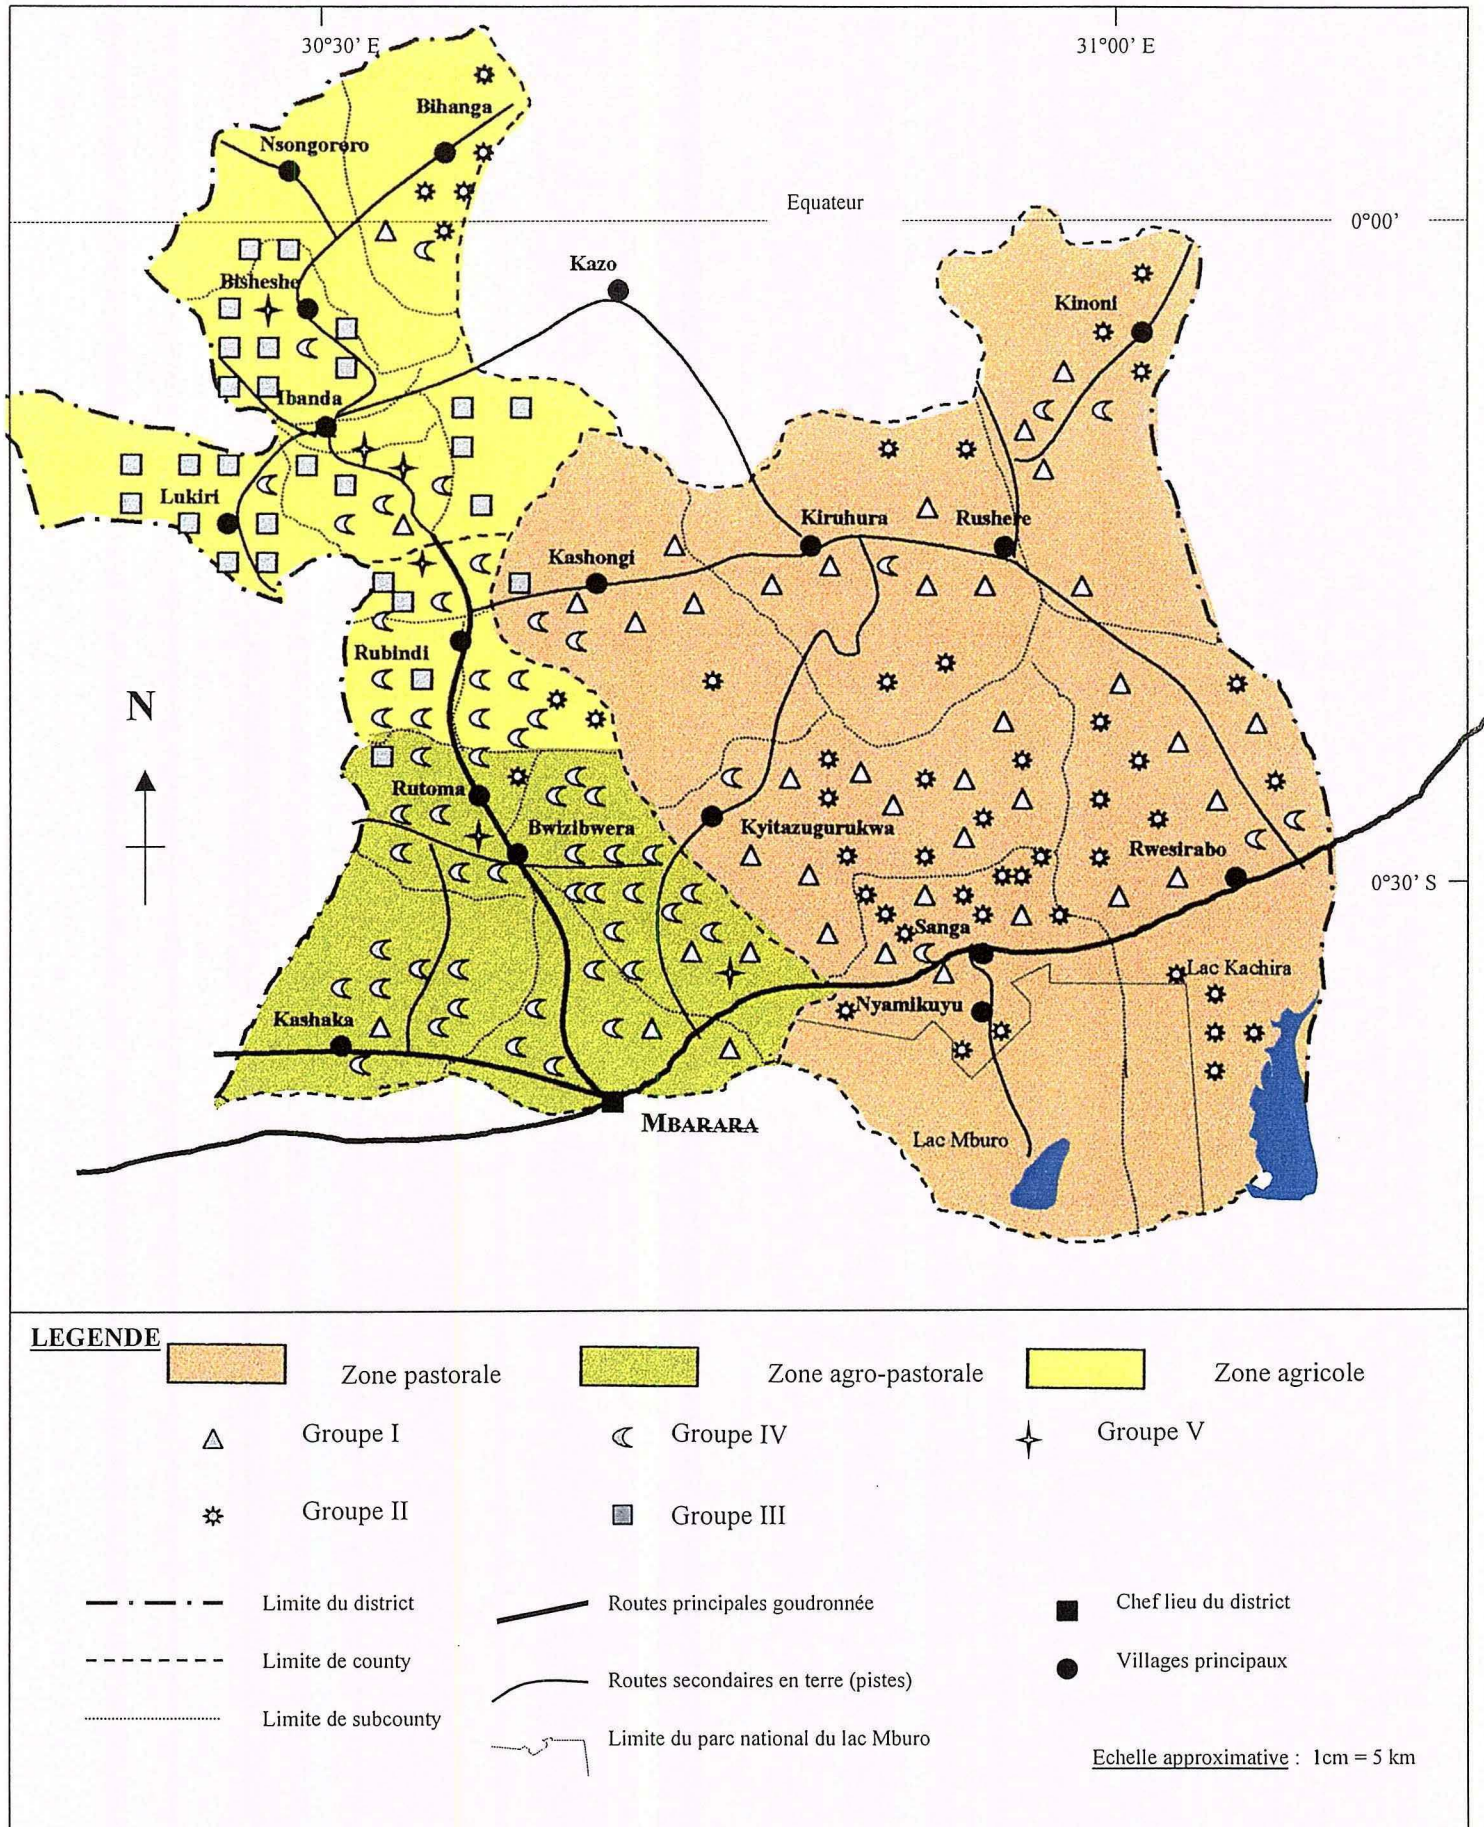 30°30' E
31°00' E
Bihanga
Nsongororo
Equateur
0°00'
Kazo
Bisheshe
Kinoni
Ibanda
Lukiri
Kiruhura
Rushere
Kashongi
Rubindi
N
Rutoma
Bwizibwera
Kyitazugurukwa
Rwesirabo
0°30' S
Sanga
Lac Kachira
Nyamikuyu
Kashaka
MBARARA
Lac Mburo
LEGENDE
Zone pastorale
Zone agro-pastorale
Zone agricole
Groupe I
Groupe IV
Groupe V
Groupe II
Groupe III
Limite du district
Routes principales goudronnée
Chef lieu du district
Limite de county
Routes secondaires en terre (pistes)
Villages principaux
Limite de subcounty
Limite du parc national du lac Mburo
Echelle approximative : 1cm = 5 km